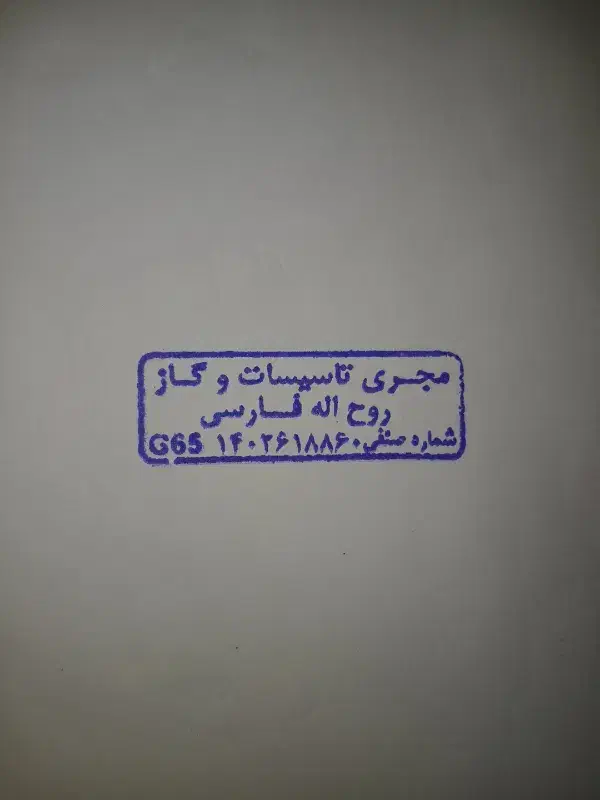 مجری تاسیسات و گاز
روح اله فارسی
شماره صنفی ۱۴۰۲۶۱۸۸۶۰ G65